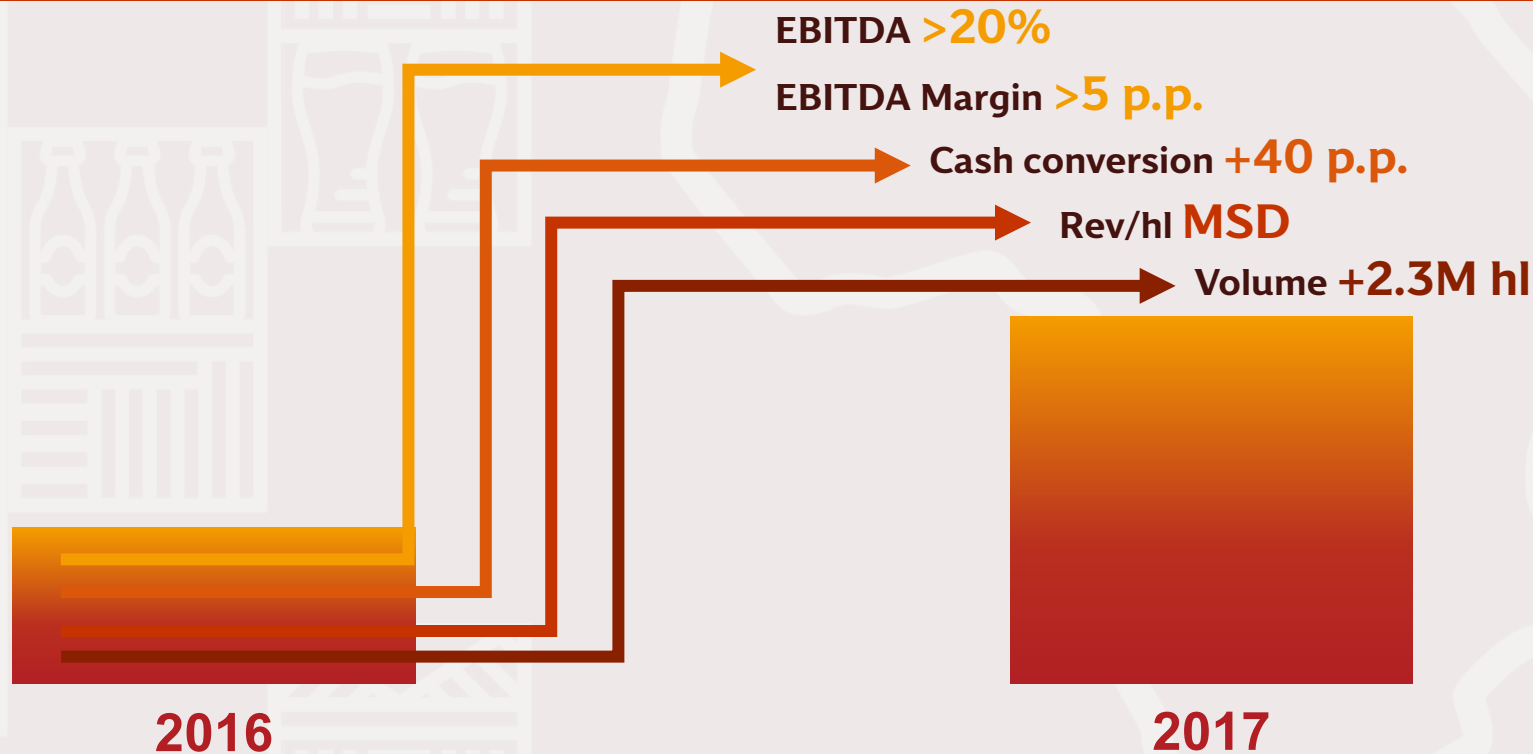 EBITDA >20%
EBITDA Margin >5 p.p.
Cash conversion +40 p.p.
Rev/hl MSD
Volume +2.3M hl
2016
2017